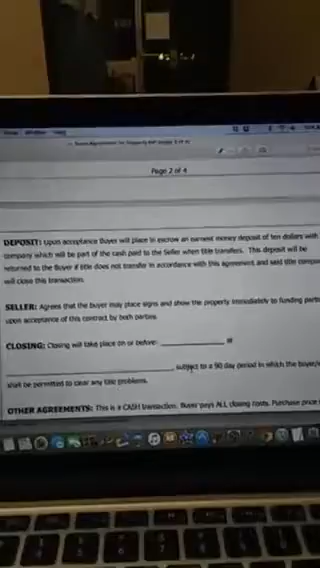 View Window Help
Page 2 of 4
DEPOSIT: Upon acceptance Buyer will place in escrow an earnest money deposit of ten dollars with
company which will be part of the cash paid to the Seller when title transfers. This deposit will be
returned to the Buyer if title does not transfer in accordance with this agreement and said title
will close this transaction.
SELLER: Agrees that the buyer may place signs and show the property immediately to funding
upon acceptance of this contract by both parties.
CLOSING: Closing will take place on or before:
subject to a 90 day period in which the
shall be permitted to clear any title problems.
OTHER AGREEMENTS: This is a CASH transaction. Buyer pays ALL closing costs. Purchase price